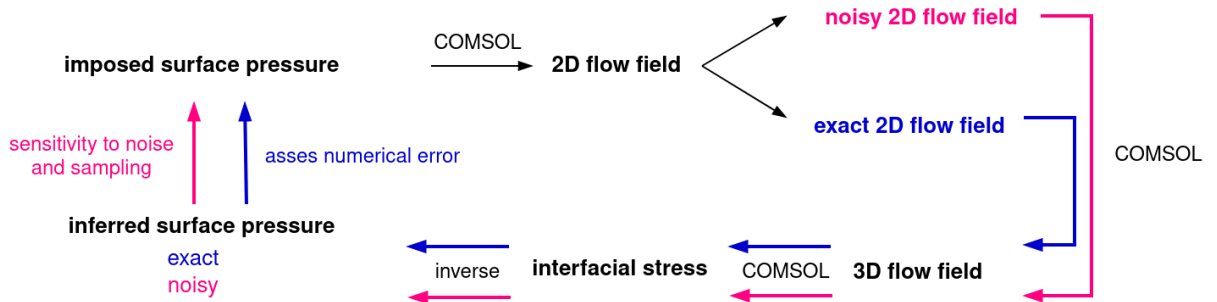 noisy 2D flow field
COMSOL
imposed surface pressure
2D flow field
exact 2D flow field
sensitivity to noise
and sampling
asses numerical error
COMSOL
inferred surface pressure
exact
noisy
inverse
interfacial stress
COMSOL
3D flow field